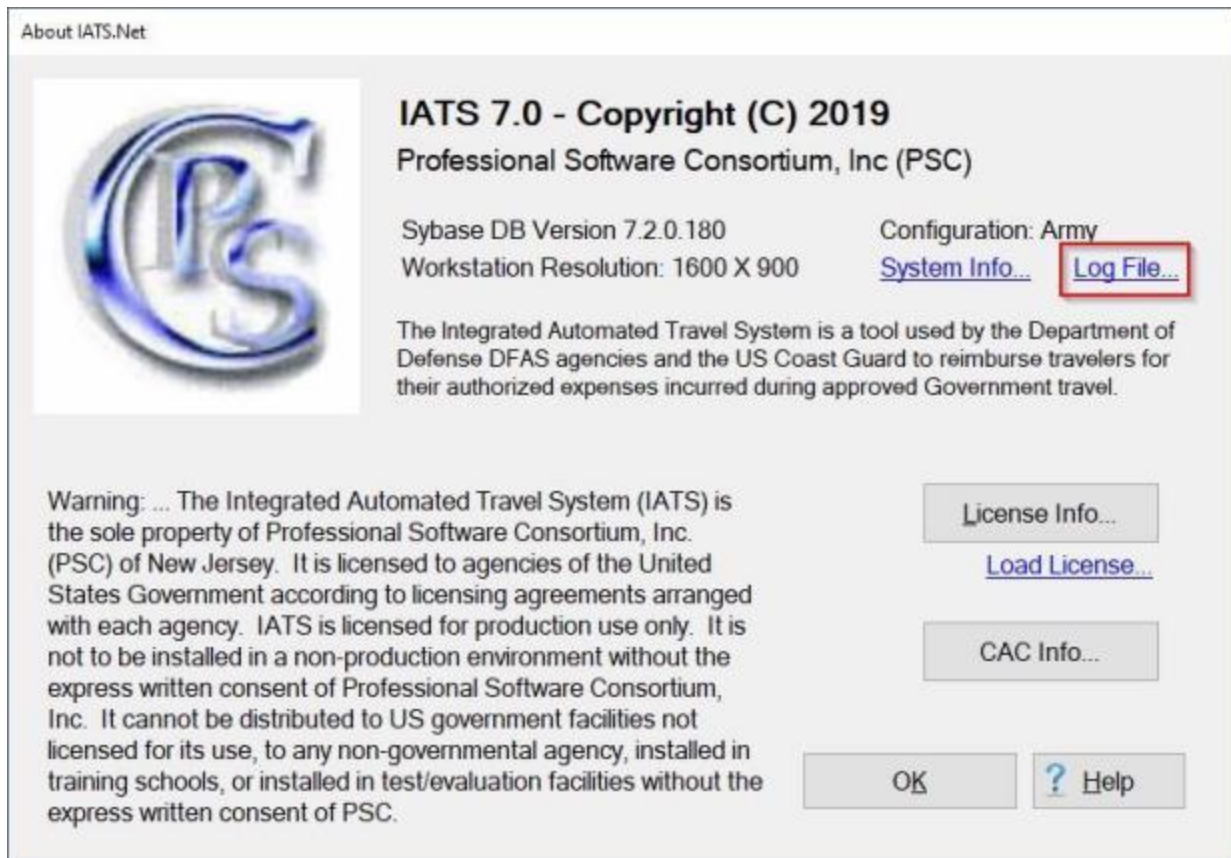 About IATS.Net
IATS 7.0 - Copyright (C) 2019
Professional Software Consortium, Inc (PSC)
Sybase DB Version 7.2.0.180
Configuration: Army
Workstation Resolution: 1600 X 900
System Info...
Log File...
The Integrated Automated Travel System is a tool used by the Department of
Defense DFAS agencies and the US Coast Guard to reimburse travelers for
their authorized expenses incurred during approved Government travel.
CPS
Warning: ... The Integrated Automated Travel System (IATS) is
the sole property of Professional Software Consortium, Inc.
(PSC) of New Jersey. It is licensed to agencies of the United
States Government according to licensing agreements arranged
with each agency. IATS is licensed for production use only. It is
not to be installed in a non-production environment without the
express written consent of Professional Software Consortium,
Inc. It cannot be distributed to US government facilities not
licensed for its use, to any non-governmental agency, installed in
training schools, or installed in test/evaluation facilities without the
express written consent of PSC.
License Info...
Load License...
CAC Info...
OK
? Help